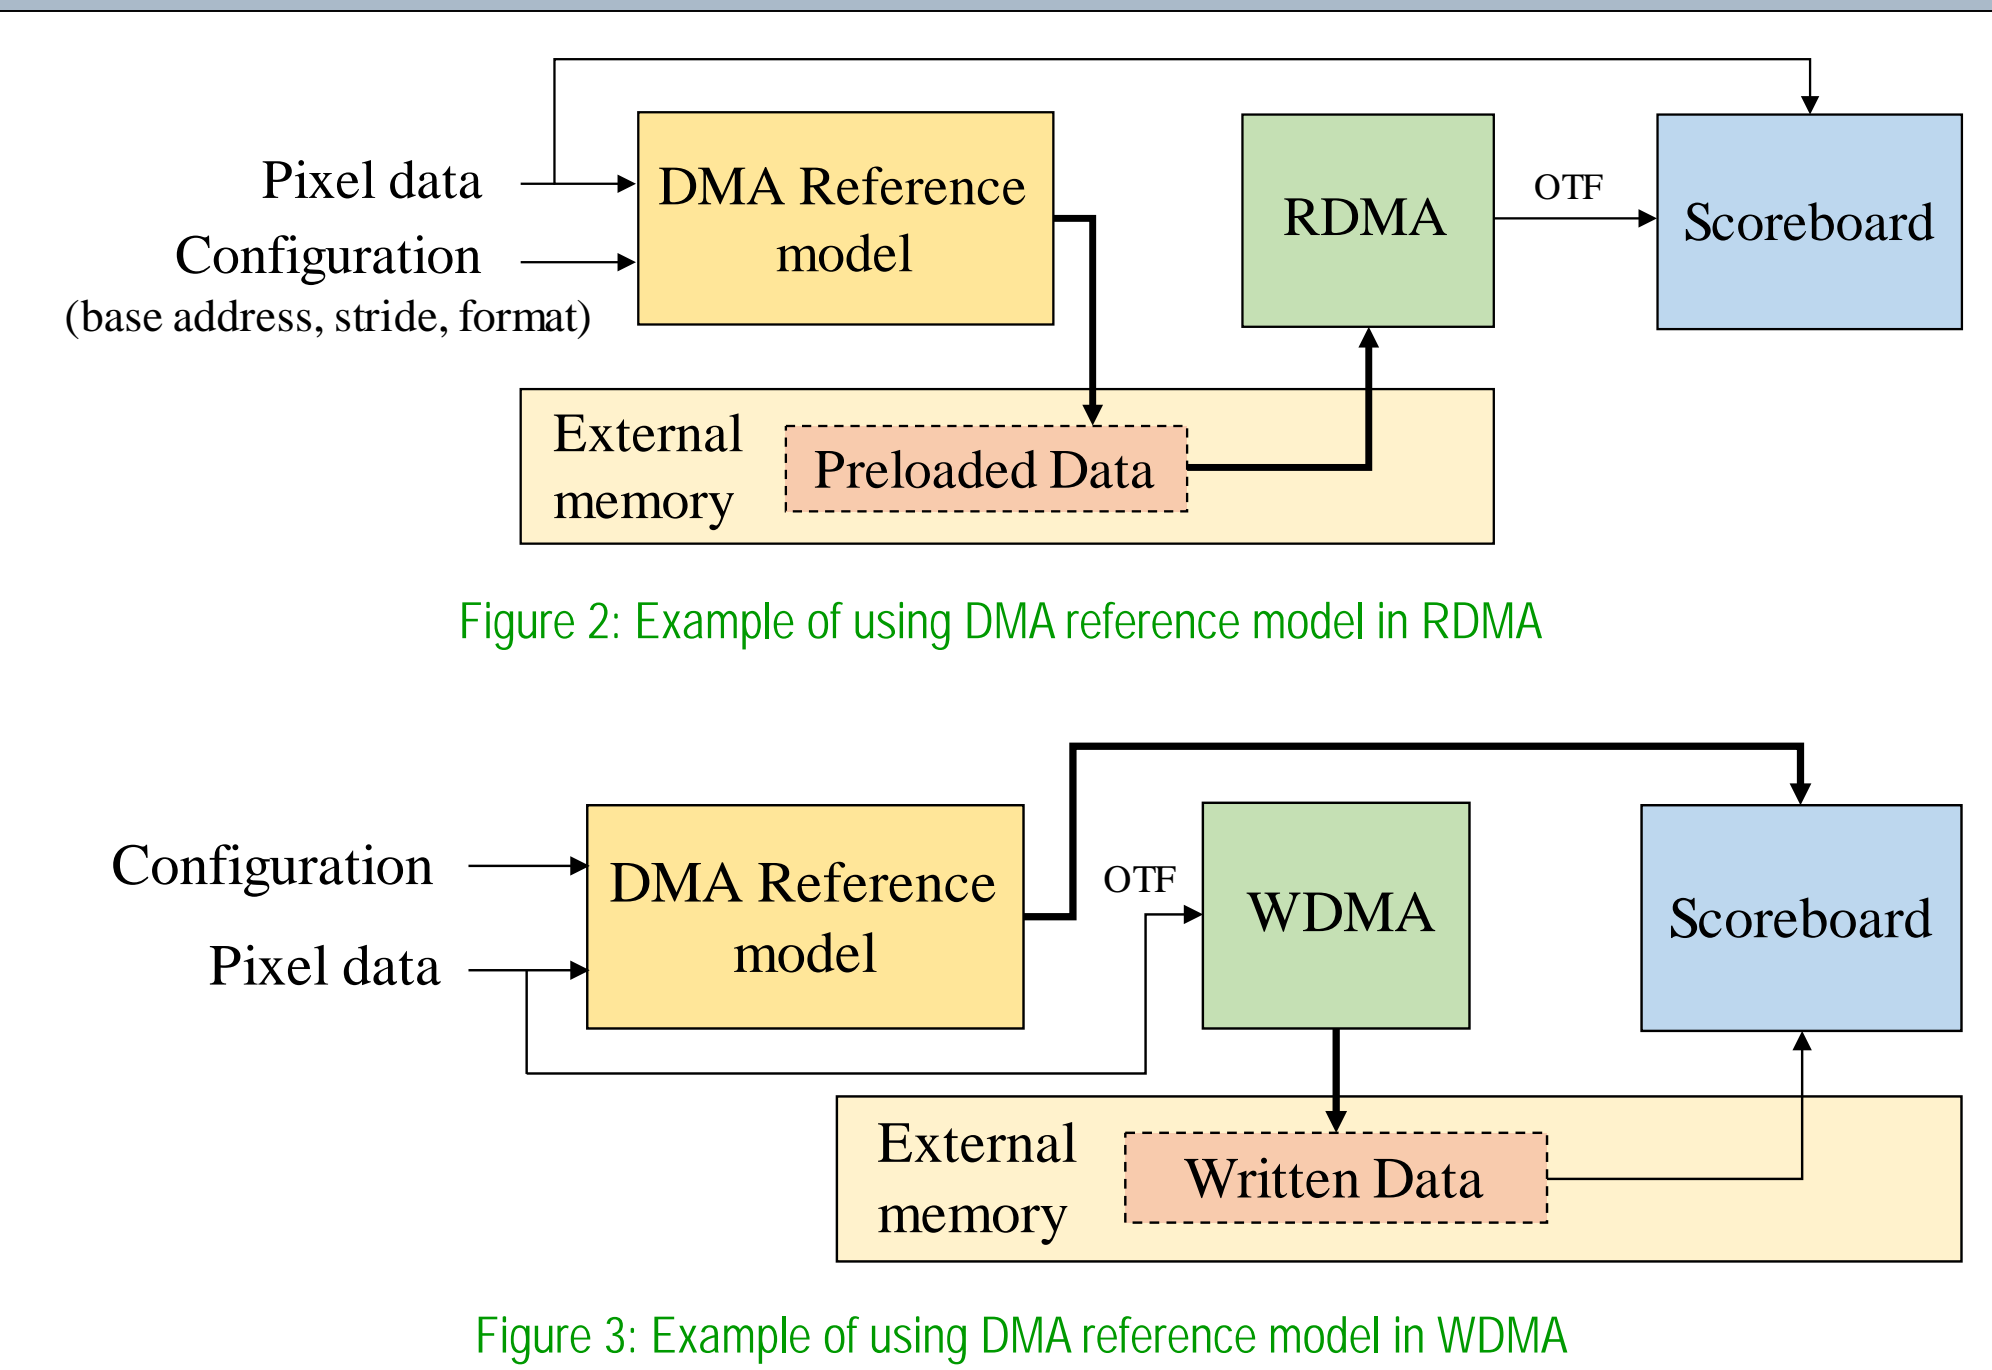 Pixel data
Configuration
(base address, stride, format)
DMA Reference
model
RDMA
OTF
Scoreboard
External
memory
Preloaded Data
Figure 2: Example of using DMA reference model in RDMA
Configuration
Pixel data
DMA Reference
model
OTF
WDMA
Scoreboard
External
memory
Written Data
Figure 3: Example of using DMA reference model in WDMA